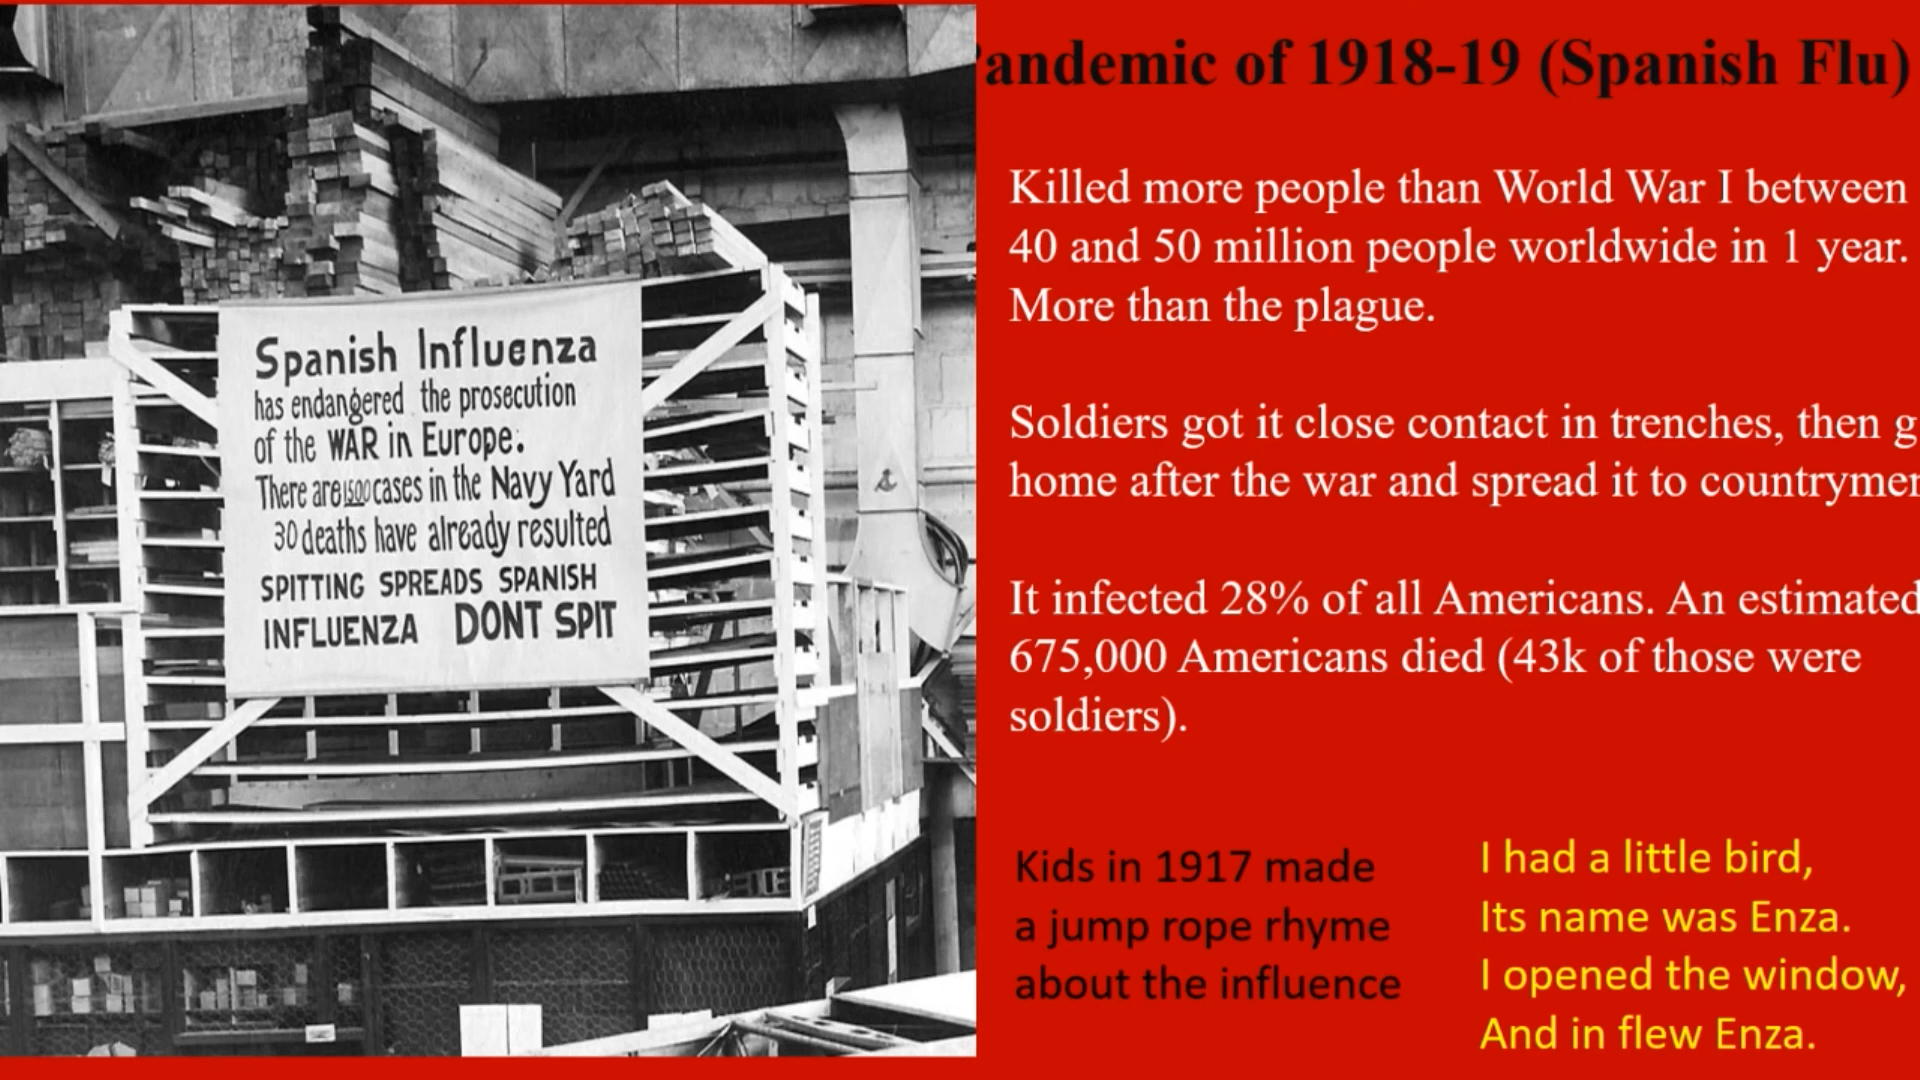 Spanish Influenza
has endangered the prosecution
of the WAR in Europe.
There are 1500 cases in the Navy Yard
30 deaths have already resulted
SPITTING SPREADS SPANISH
INFLUENZA DONT SPIT
andemic of 1918-19 (Spanish Flu)
Killed more people than World War I between
40 and 50 million people worldwide in 1 year.
More than the plague.
Soldiers got it close contact in trenches, then g
home after the war and spread it to countrymen
It infected 28% of all Americans. An estimated
675,000 Americans died (43k of those were
soldiers).
Kids in 1917 made
a jump rope rhyme
about the influence
I had a little bird,
Its name was Enza.
I opened the window,
And in flew Enza.